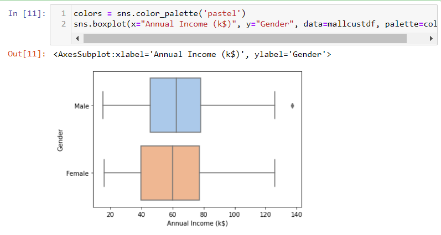 In [11]:
1 colors = sns.color_palette('pastel')
2 sns.boxplot(x="Annual Income (k$)", y="Gender", data=mallcustdf, palette=col
Out[11]: <AxesSubplot:xlabel='Annual Income (k$)', ylabel='Gender'>
Male
Gender
Female
20 40 60 80 100 120 140
Annual Income (k$)